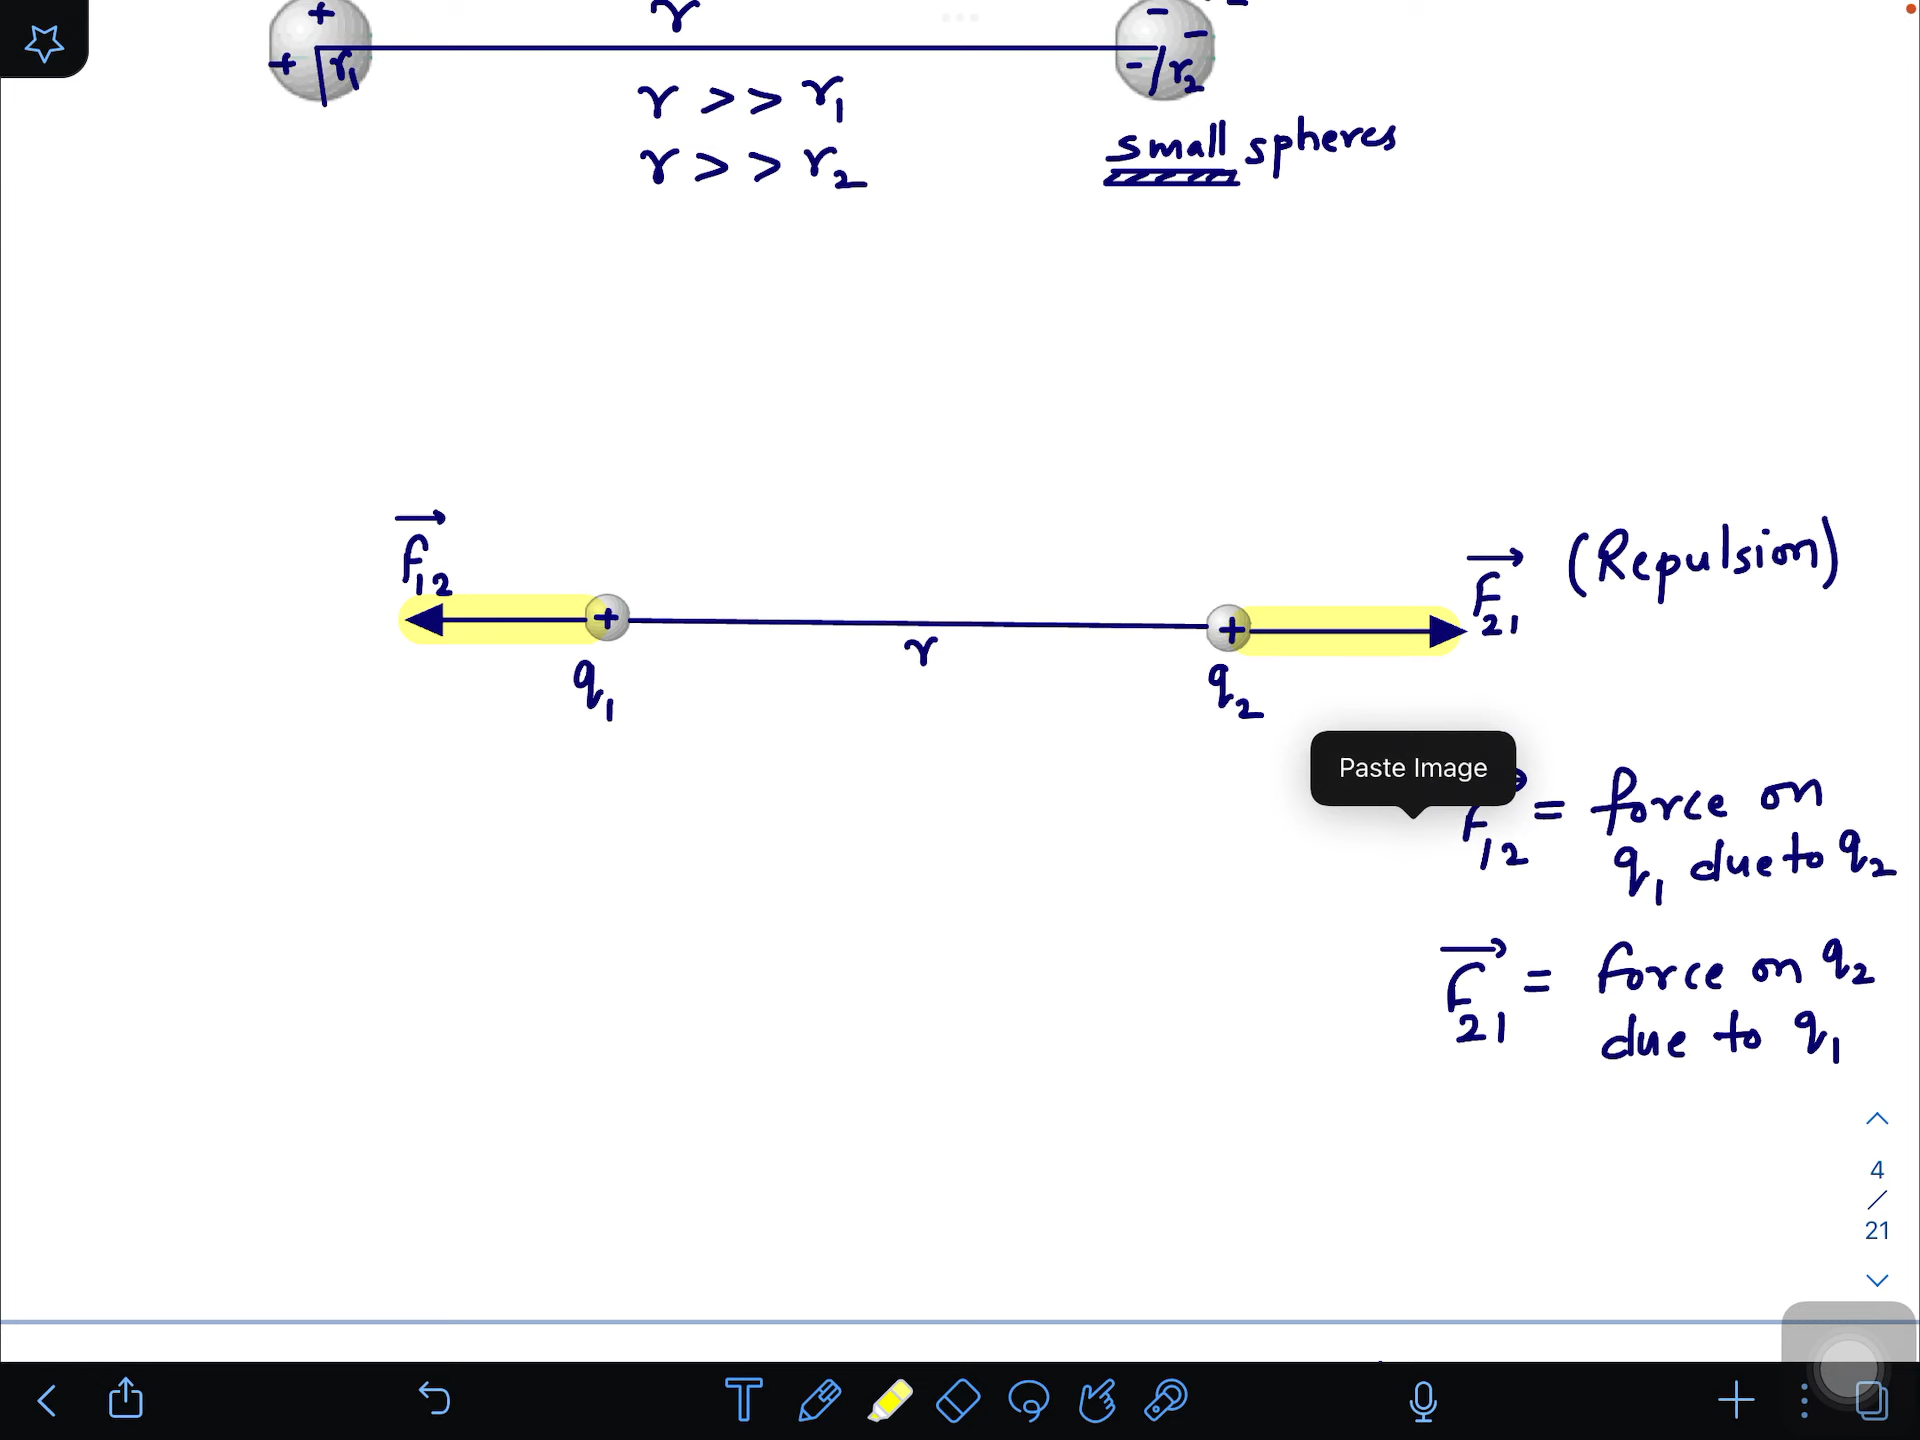 + r
-
-
+ r₁
- r₂
r >> r₁
r >> r₂
small spheres
F₁₂
F₂₁
(Repulsion)
+
+
r
q₁
q₂
Paste Image
F₁₂ = force on
q₁ due to q₂
F₂₁ = force on q₂
due to q₁
4
/
21
T